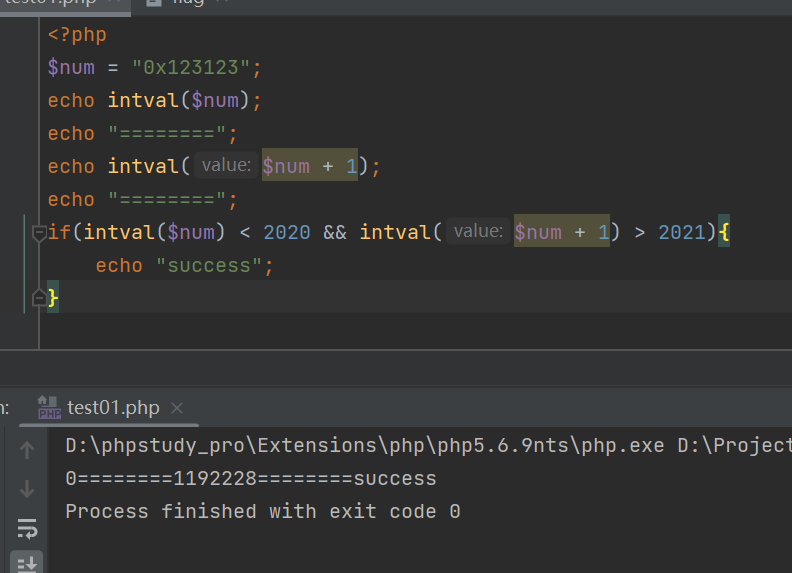 test01.php flag
<?php
$num = "0x123123";
echo intval($num);
echo "========";
echo intval( value: $num + 1);
echo "========";
if(intval($num) < 2020 && intval( value: $num + 1) > 2021){
echo "success";
}
test01.php
D:\phpstudy_pro\Extensions\php\php5.6.9nts\php.exe D:\Project
0========1192228========success
Process finished with exit code 0